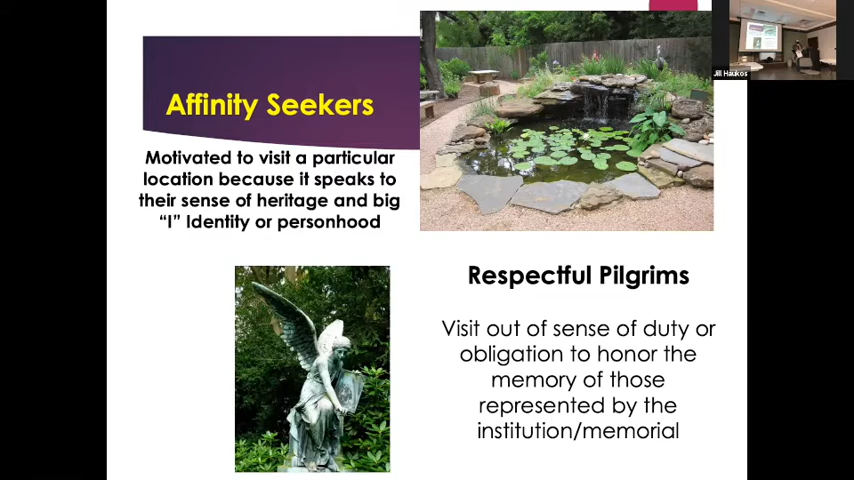 Affinity Seekers
Motivated to visit a particular
location because it speaks to
their sense of heritage and big
“I” Identity or personhood
Respectful Pilgrims
Visit out of sense of duty or
obligation to honor the
memory of those
represented by the
institution/memorial
Jill Haukos